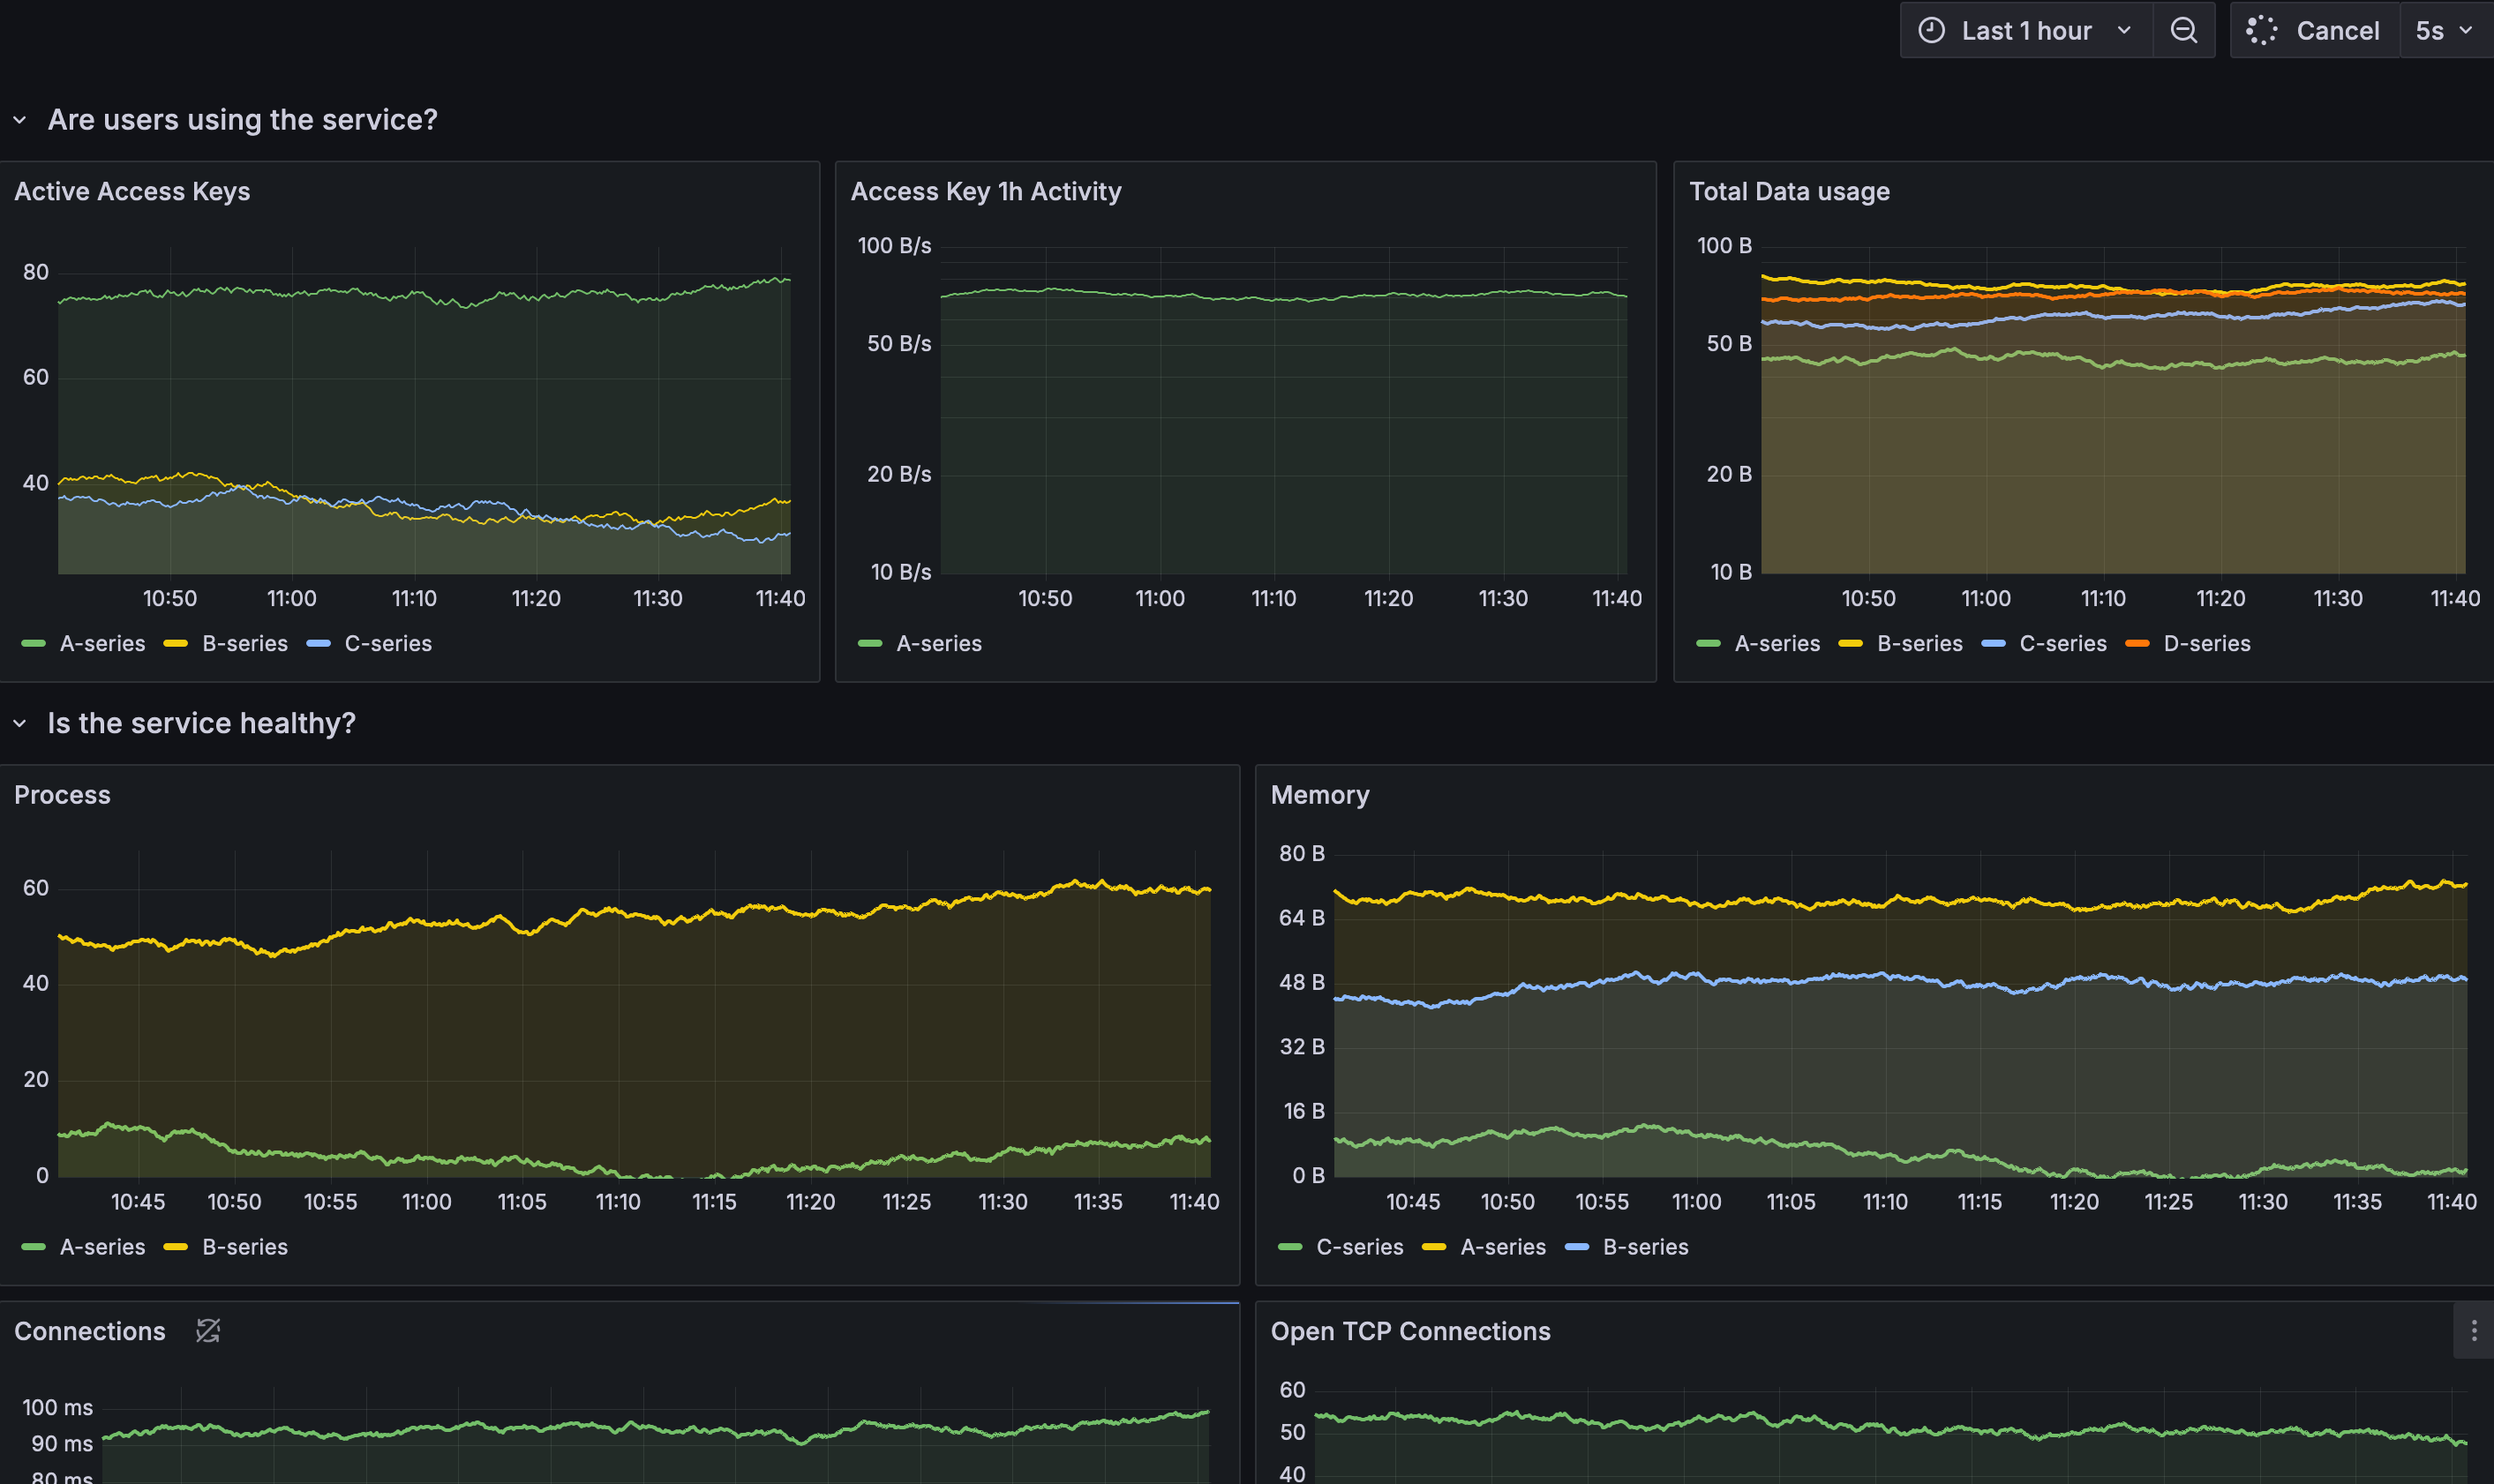 Last 1 hour Cancel 5s
Are users using the service?
Active Access Keys
80
60
40
10:50 11:00 11:10 11:20 11:30 11:40
A-series B-series C-series
Access Key 1h Activity
100 B/s
50 B/s
20 B/s
10 B/s
10:50 11:00 11:10 11:20 11:30 11:40
A-series
Total Data usage
100 B
50 B
20 B
10 B
10:50 11:00 11:10 11:20 11:30 11:40
A-series B-series C-series D-series
Is the service healthy?
Process
60
40
20
0
10:45 10:50 10:55 11:00 11:05 11:10 11:15 11:20 11:25 11:30 11:35 11:40
A-series B-series
Memory
80 B
64 B
48 B
32 B
16 B
0 B
10:45 10:50 10:55 11:00 11:05 11:10 11:15 11:20 11:25 11:30 11:35 11:40
C-series A-series B-series
Connections
100 ms
90 ms
80 ms
Open TCP Connections
60
50
40